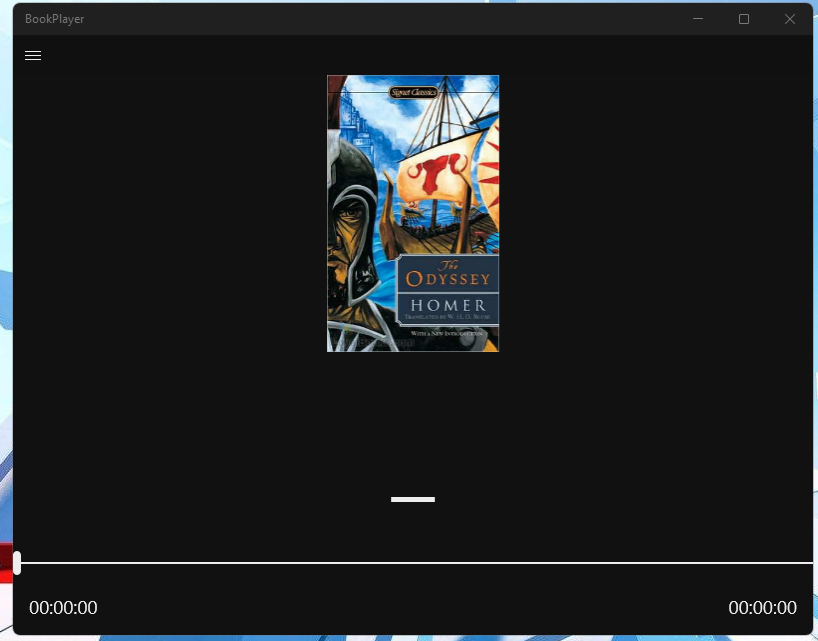 BookPlayer
Signet Classics
The
ODYSSEY
HOMER
TRANSLATED BY W. H. D. ROUSE
WITH A NEW INTRODUCTION
00:00:00
00:00:00